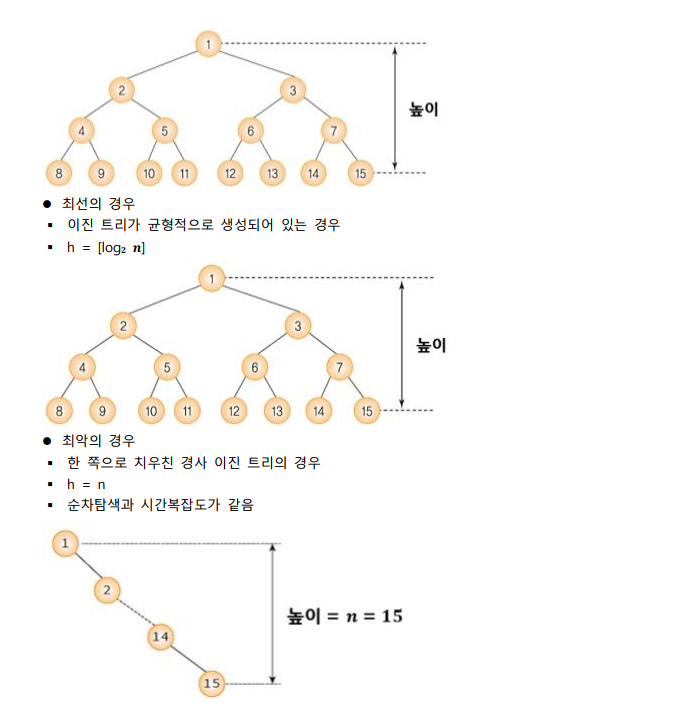 1
2 3
높이
4 5 6 7
8 9 10 11 12 13 14 15
● 최선의 경우
▪ 이진 트리가 균형적으로 생성되어 있는 경우
▪ h = [log₂ n]
1
2 3
높이
4 5 6 7
8 9 10 11 12 13 14 15
● 최악의 경우
▪ 한 쪽으로 치우친 경사 이진 트리의 경우
▪ h = n
▪ 순차탐색과 시간복잡도가 같음
1
2
높이 = n = 15
14
15